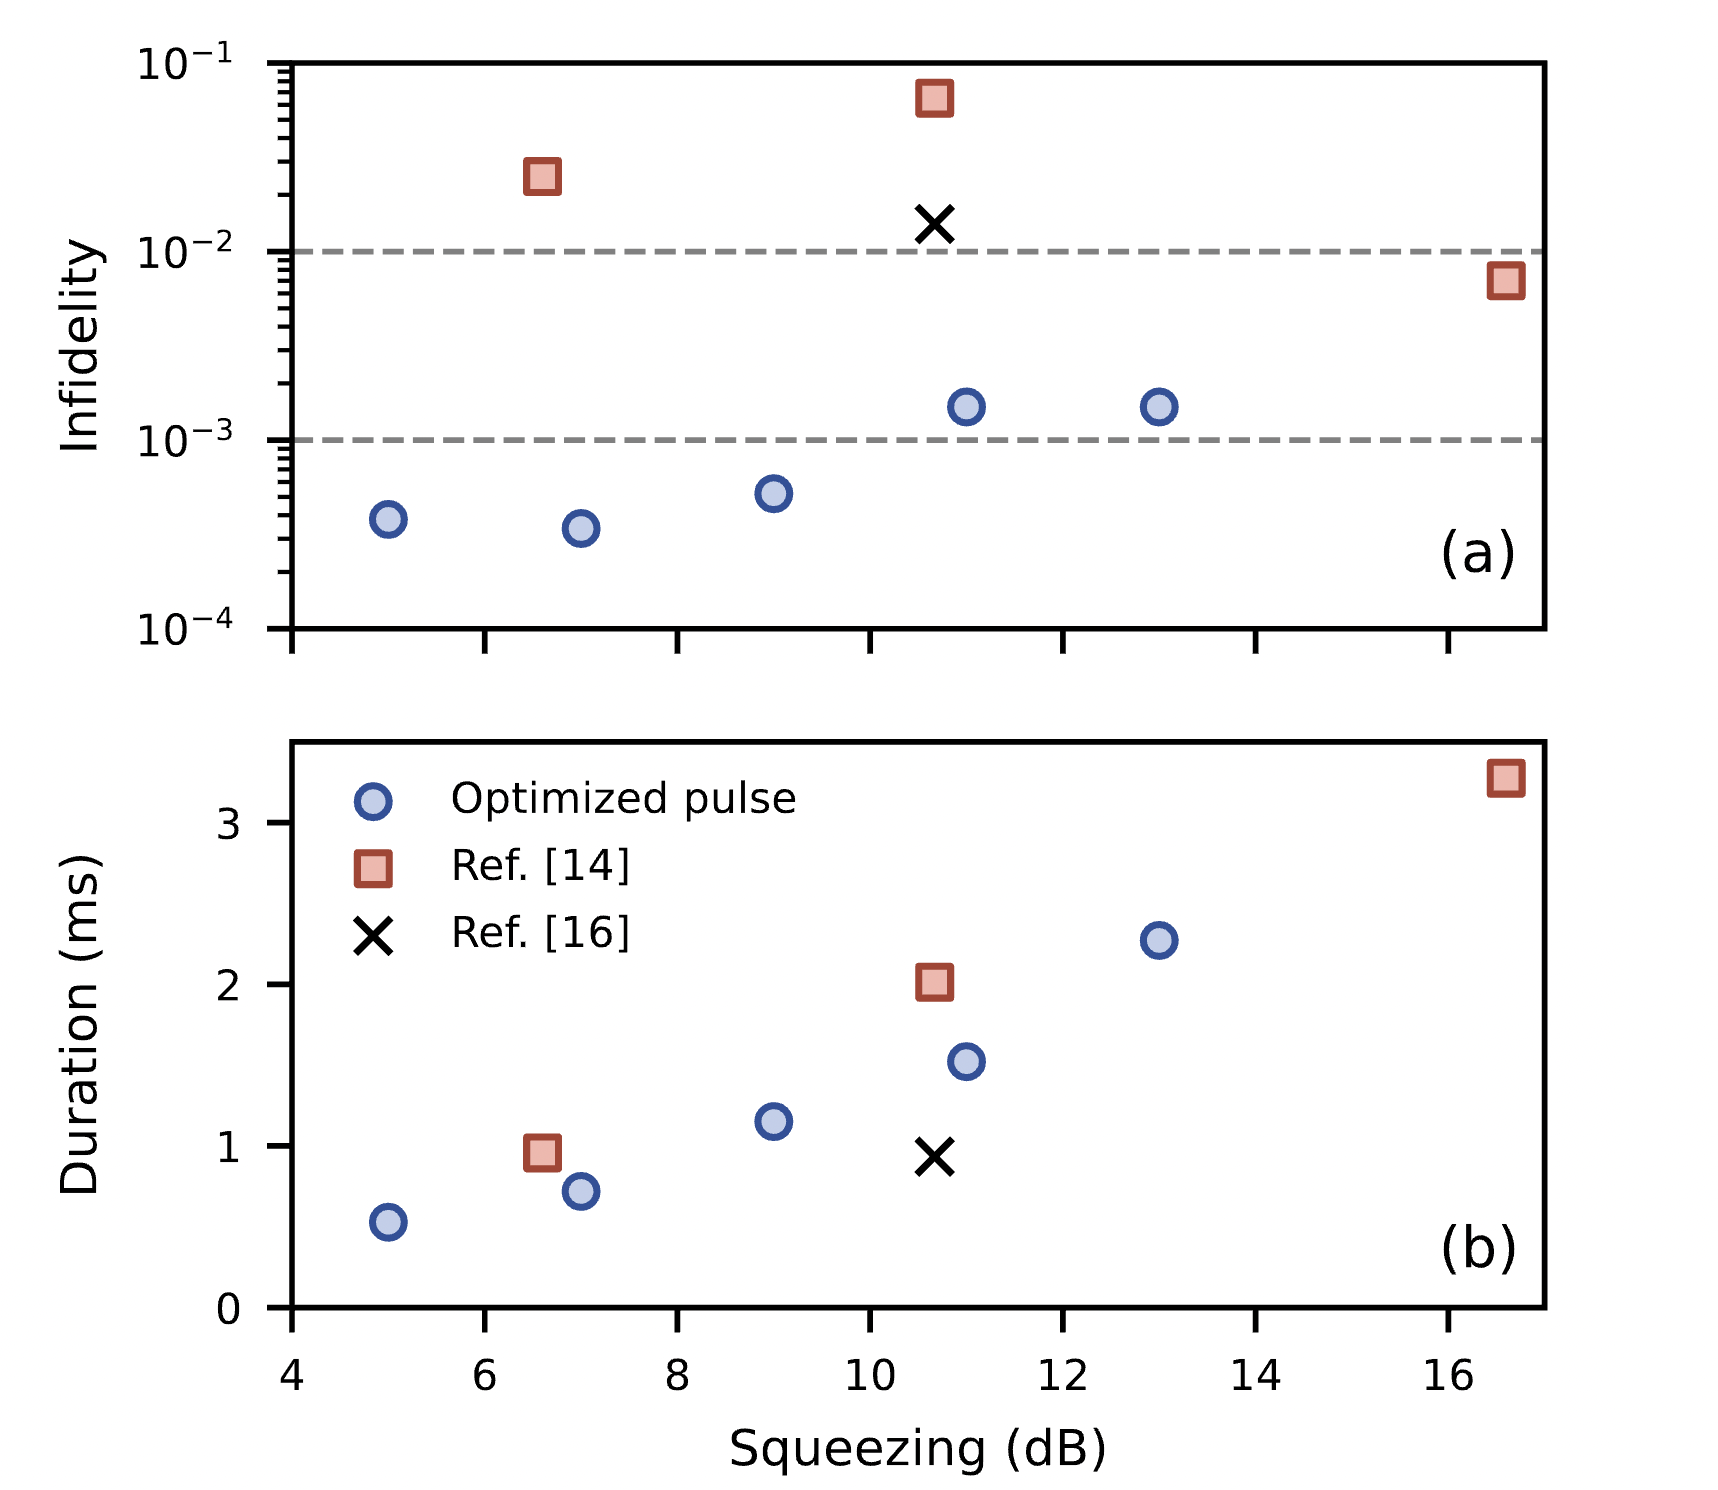 10⁻¹
10⁻²
10⁻³
10⁻⁴
Infidelity
(a)
Optimized pulse
Ref. [14]
Ref. [16]
3
2
1
0
Duration (ms)
(b)
4 6 8 10 12 14 16
Squeezing (dB)